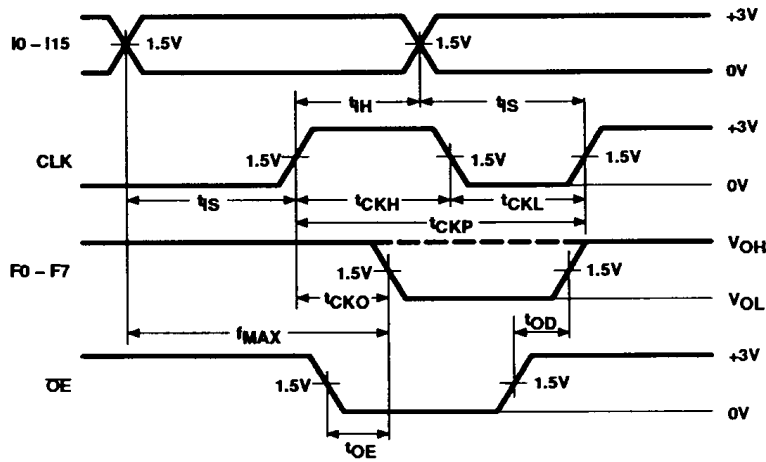 +3V
I0 – I15
1.5V
1.5V
0V
tIH
tIS
+3V
CLK
1.5V
1.5V
1.5V
0V
tIS
tCKH
tCKL
tCKP
VOH
F0 – F7
1.5V
1.5V
tCKO
VOL
fMAX
tOD
+3V
OE
1.5V
1.5V
0V
tOE